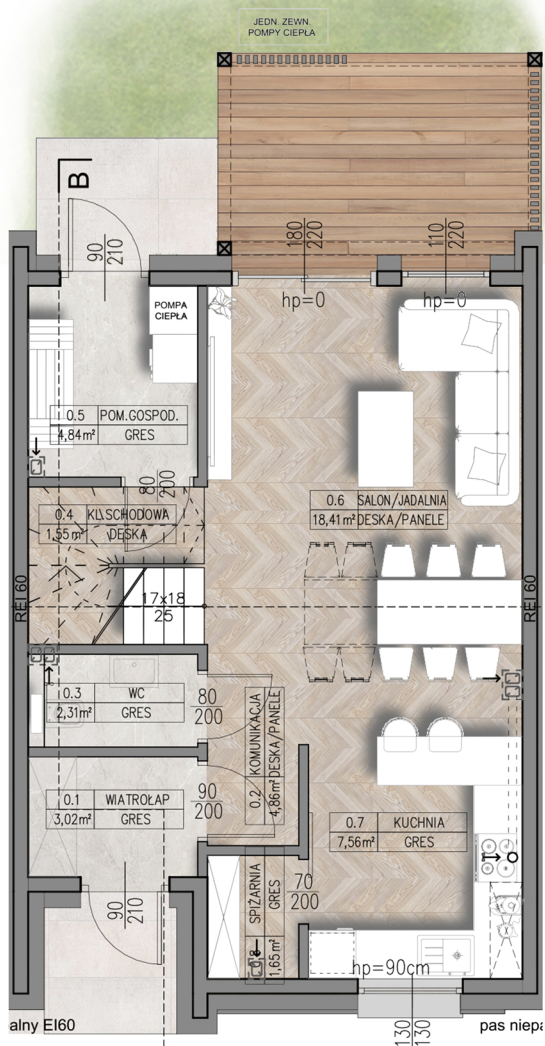 JEDN. ZEWN.
POMPY CIEPŁA
B
90
210
180
220
110
220
hp=0
hp=0
POMPA
CIEPŁA
0.5 POM.GOSPOD.
4,84m² GRES
80
200
0.6 SALON/JADALNIA
18,41m² DESKA/PANELE
0.4 KL.SCHODOWA
1,55m² DESKA
17x18
25
REI 60
REI 60
0.3 WC
2,31m² GRES
80
200
0.2 KOMUNIKACJA
4,86m² DESKA/PANELE
0.1 WIATROŁAP
3,02m² GRES
90
200
0.7 KUCHNIA
7,56m² GRES
90
210
SPIŻARNIA
1,65m² GRES
70
200
hp=90cm
130
130
alny EI60
pas niepa